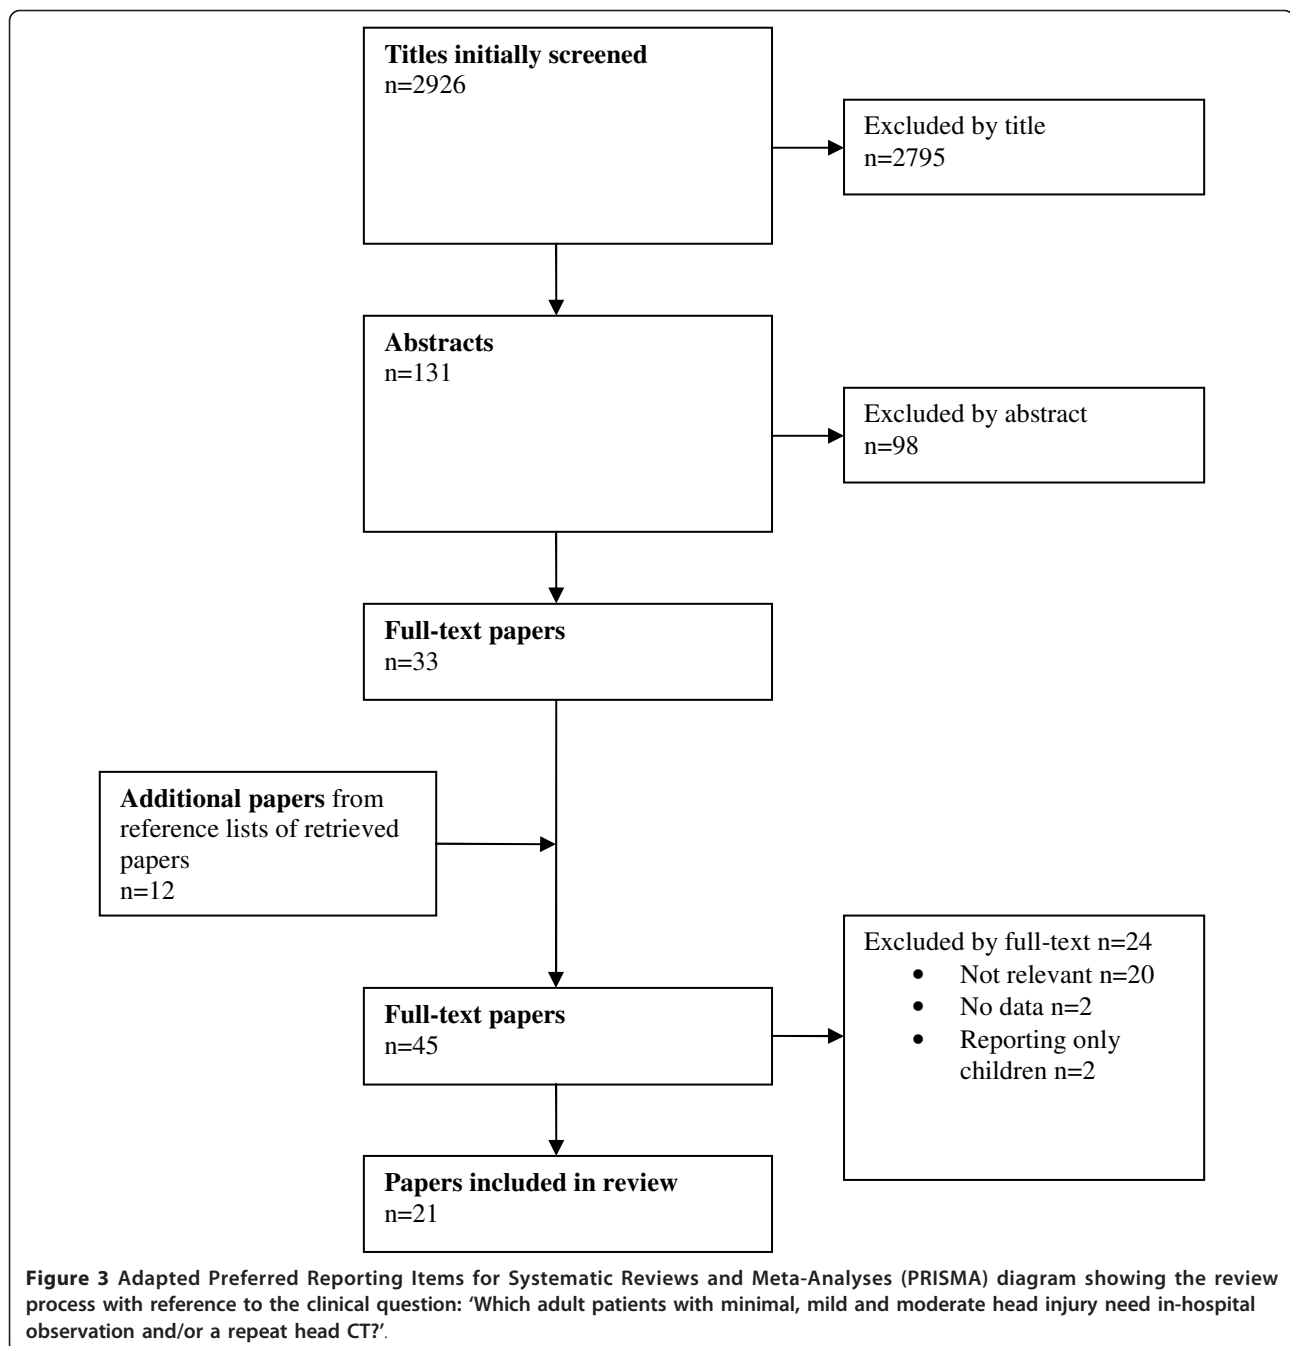 Titles initially screened
n=2926
Excluded by title
n=2795
Abstracts
n=131
Excluded by abstract
n=98
Full-text papers
n=33
Additional papers from
reference lists of retrieved
papers
n=12
Excluded by full-text n=24
• Not relevant n=20
• No data n=2
• Reporting only
children n=2
Full-text papers
n=45
Papers included in review
n=21
Figure 3 Adapted Preferred Reporting Items for Systematic Reviews and Meta-Analyses (PRISMA) diagram showing the review
process with reference to the clinical question: ‘Which adult patients with minimal, mild and moderate head injury need in-hospital
observation and/or a repeat head CT?’.